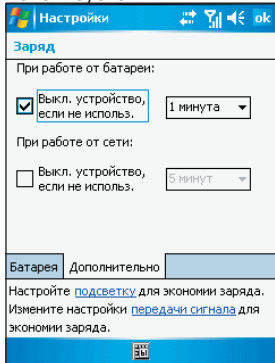 Настройки
ok
Заряд
При работе от батареи:
Выкл. устройство, 1 минута
если не использ.
При работе от сети:
Выкл. устройство, 5 минут
если не использ.
Батарея Дополнительно
Настройте подсветку для экономии заряда.
Измените настройки передачи сигнала для
экономии заряда.